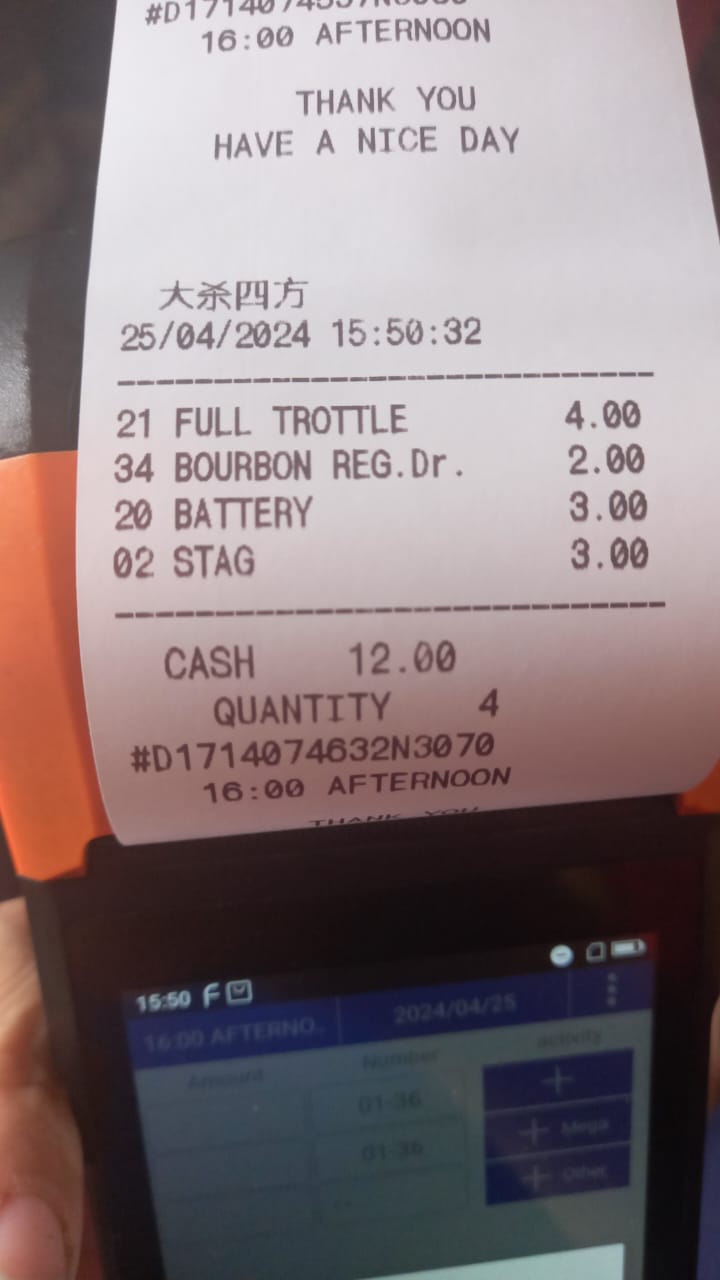 16:00 AFTERNOON
THANK YOU
HAVE A NICE DAY
大杀四方
25/04/2024 15:50:32
21 FULL TROTTLE 4.00
34 BOURBON REG.Dr. 2.00
20 BATTERY 3.00
02 STAG 3.00
CASH 12.00
QUANTITY 4
#D1714074632N3070
16:00 AFTERNOON
THANK YOU
15:50 F
16:00 AFTERNO. 2024/04/25
Amount Number activity
01-36
+
01-36
+ Mega
+ Other